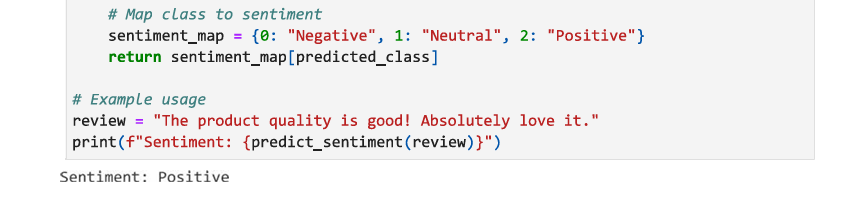 # Map class to sentiment
sentiment_map = {0: "Negative", 1: "Neutral", 2: "Positive"}
return sentiment_map[predicted_class]
# Example usage
review = "The product quality is good! Absolutely love it."
print(f"Sentiment: {predict_sentiment(review)}")
Sentiment: Positive